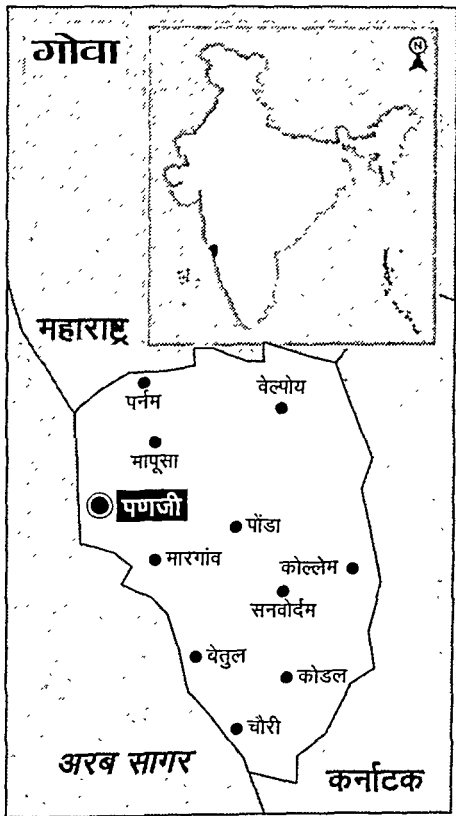 गोवा
N
महाराष्ट्र
पर्नम
वेल्पोय
मापूसा
पणजी
पोंडा
मारगांव
कोल्लेम
सनवोर्दम
बेतुल
कोडल
चौरी
अरब सागर
कर्नाटक